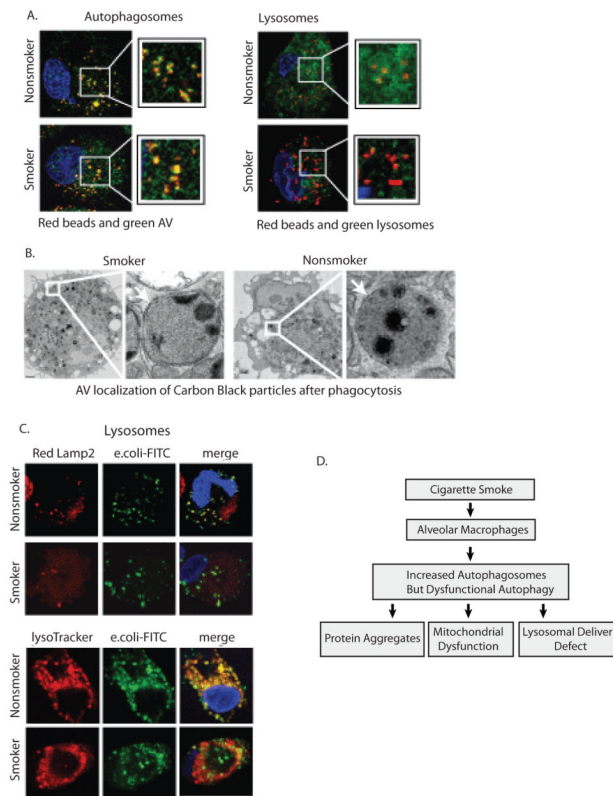 A.
Autophagosomes
Lysosomes
Nonsmoker
Nonsmoker
Smoker
Smoker
Red beads and green AV
Red beads and green lysosomes
B.
Smoker
Nonsmoker
AV localization of Carbon Black particles after phagocytosis
C.
Lysosomes
Red Lamp2
e.coli-FITC
merge
Nonsmoker
Smoker
lysoTracker
e.coli-FITC
merge
Nonsmoker
Smoker
D.
Cigarette Smoke
Alveolar Macrophages
Increased Autophagosomes
But Dysfunctional Autophagy
Protein Aggregates
Mitochondrial
Dysfunction
Lysosomal Deliver
Defect